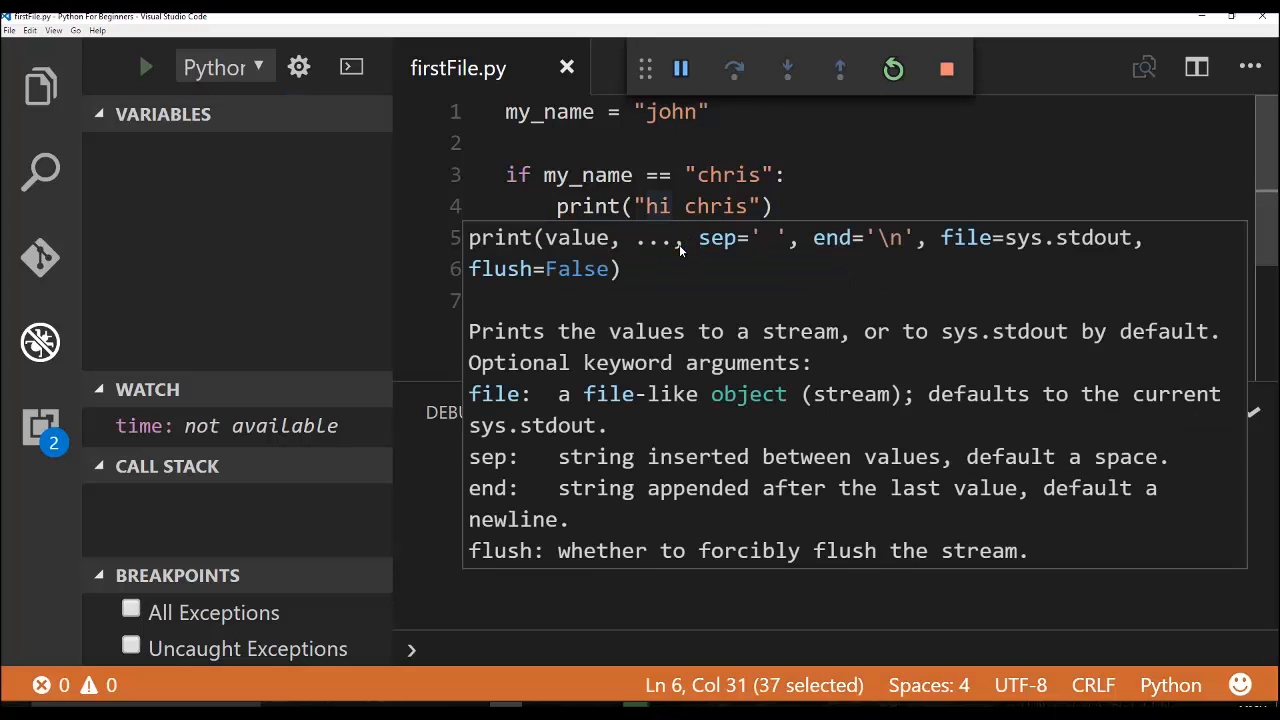 firstFile.py - Python For Beginners - Visual Studio Code
File Edit View Go Help
Python
firstFile.py
VARIABLES
1 my_name = "john"
2
3 if my_name == "chris":
4 print("hi chris")
5
6
7
print(value, ..., sep=' ', end='\n', file=sys.stdout,
flush=False)
Prints the values to a stream, or to sys.stdout by default.
Optional keyword arguments:
file: a file-like object (stream); defaults to the current
sys.stdout.
sep: string inserted between values, default a space.
end: string appended after the last value, default a
newline.
flush: whether to forcibly flush the stream.
WATCH
time: not available
CALL STACK
BREAKPOINTS
All Exceptions
Uncaught Exceptions
DEBU
2
0 0
Ln 6, Col 31 (37 selected) Spaces: 4 UTF-8 CRLF Python